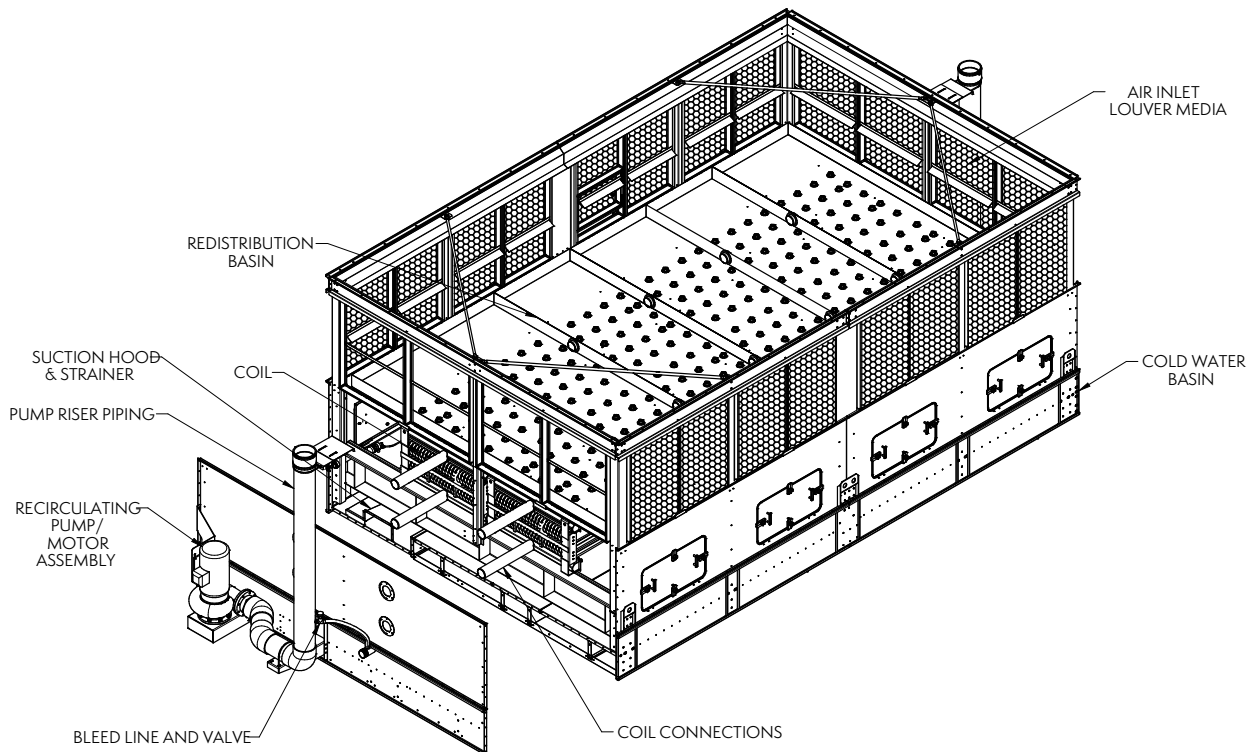 AIR INLET
LOUVER MEDIA
REDISTRIBUTION
BASIN
SUCTION HOOD
& STRAINER
COIL
COLD WATER
BASIN
PUMP RISER PIPING
RECIRCULATING
PUMP/
MOTOR
ASSEMBLY
COIL CONNECTIONS
BLEED LINE AND VALVE